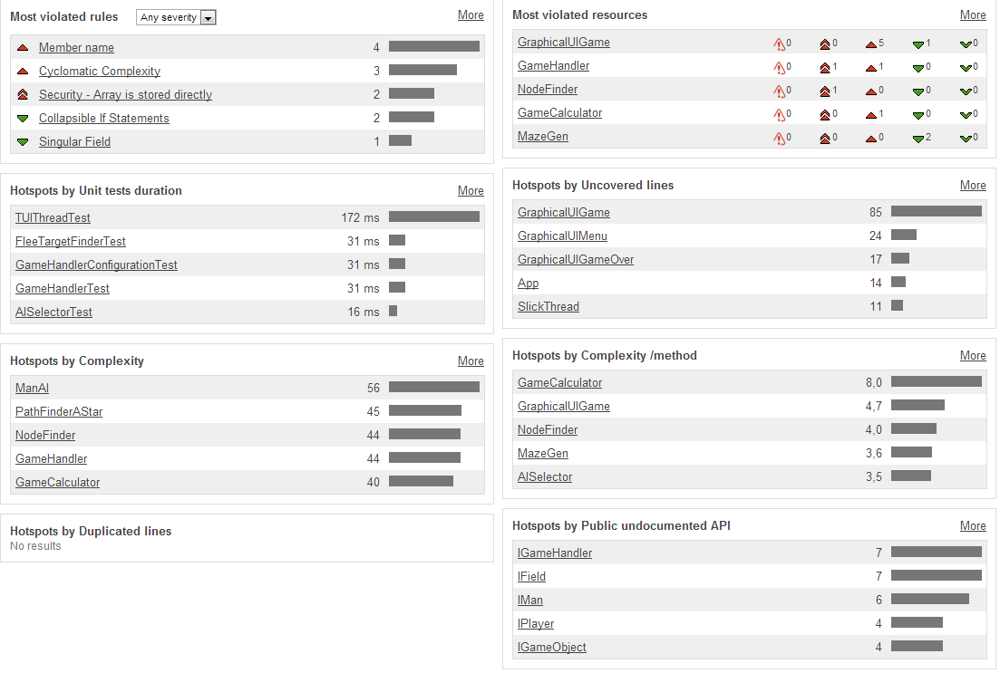 Most violated rules Any severity More
Member name 4
Cyclomatic Complexity 3
Security - Array is stored directly 2
Collapsible If Statements 2
Singular Field 1
Hotspots by Unit tests duration More
TUIThreadTest 172 ms
FleeTargetFinderTest 31 ms
GameHandlerConfigurationTest 31 ms
GameHandlerTest 31 ms
AISelectorTest 16 ms
Hotspots by Complexity More
ManAI 56
PathFinderAStar 45
NodeFinder 44
GameHandler 44
GameCalculator 40
Hotspots by Duplicated lines
No results
Most violated resources More
GraphicalUIGame 0 0 5 1 0
GameHandler 0 1 1 0 0
NodeFinder 0 1 0 0 0
GameCalculator 0 0 1 0 0
MazeGen 0 0 0 2 0
Hotspots by Uncovered lines More
GraphicalUIGame 85
GraphicalUIMenu 24
GraphicalUIGameOver 17
App 14
SlickThread 11
Hotspots by Complexity /method More
GameCalculator 8,0
GraphicalUIGame 4,7
NodeFinder 4,0
MazeGen 3,6
AISelector 3,5
Hotspots by Public undocumented API More
IGameHandler 7
IField 7
IMan 6
IPlayer 4
IGameObject 4